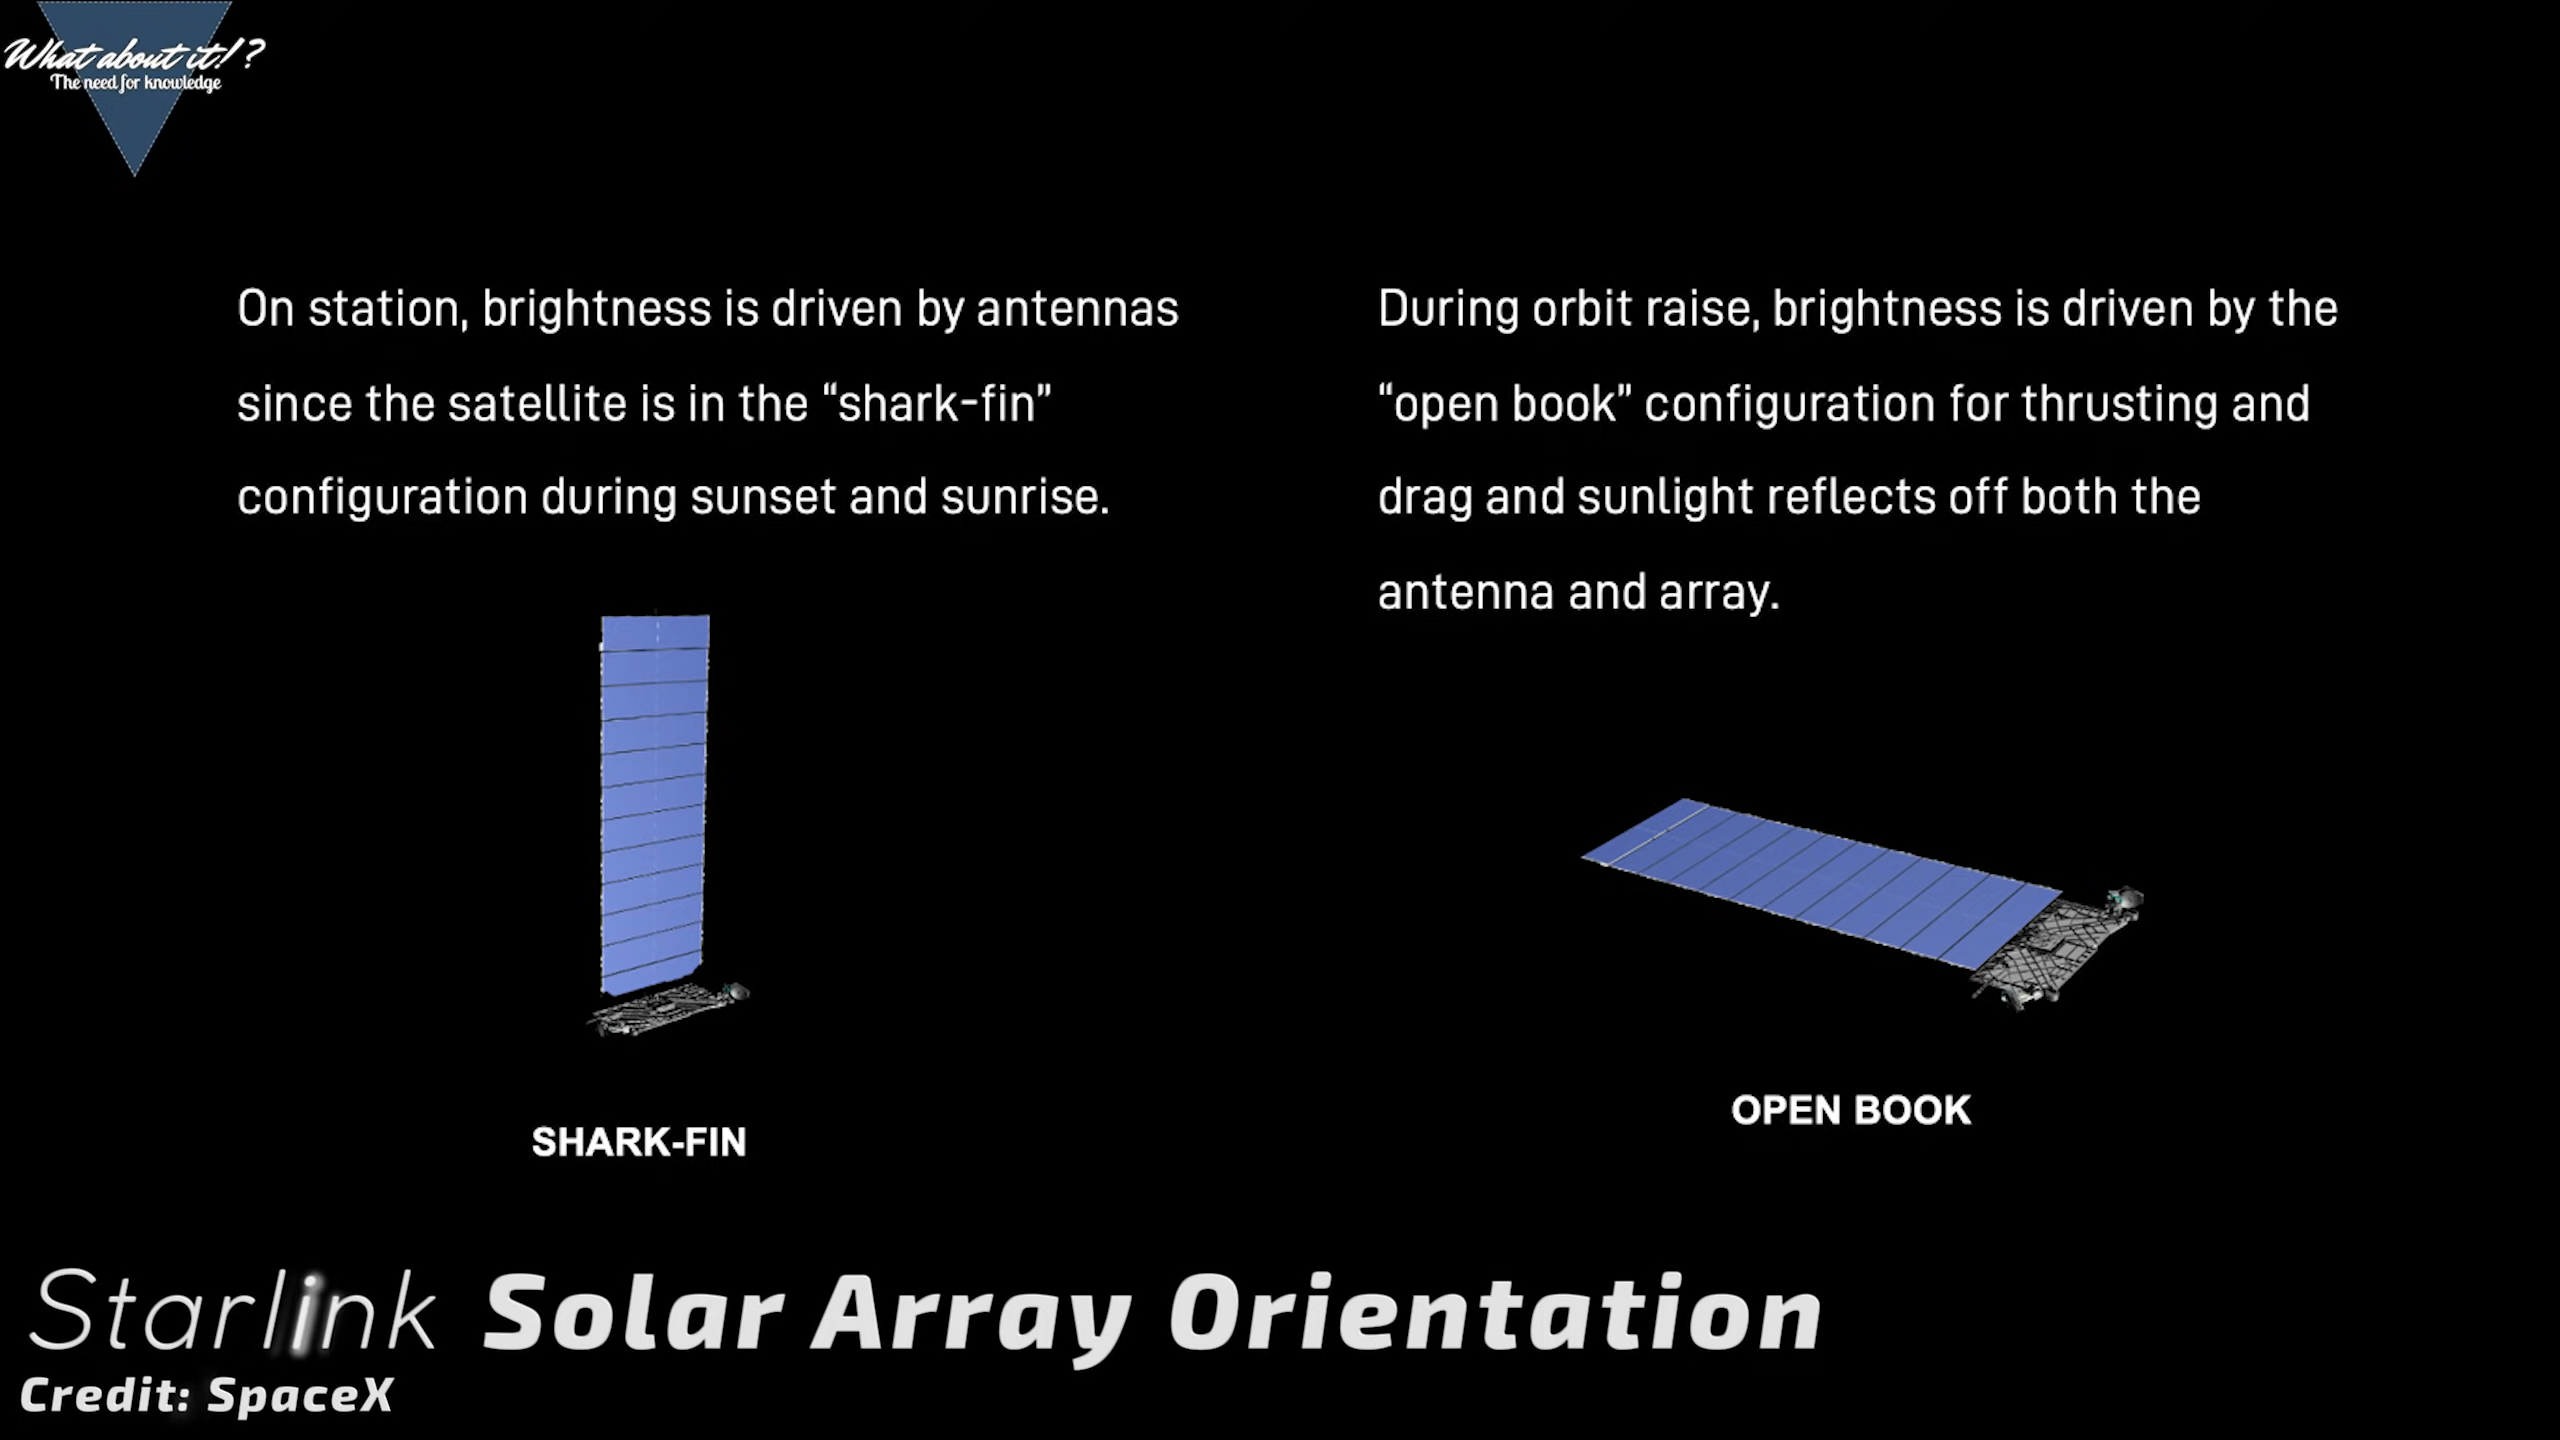 What about it!?
The need for knowledge
On station, brightness is driven by antennas
since the satellite is in the “shark-fin”
configuration during sunset and sunrise.
During orbit raise, brightness is driven by the
“open book” configuration for thrusting and
drag and sunlight reflects off both the
antenna and array.
SHARK-FIN
OPEN BOOK
Starlink Solar Array Orientation
Credit: SpaceX